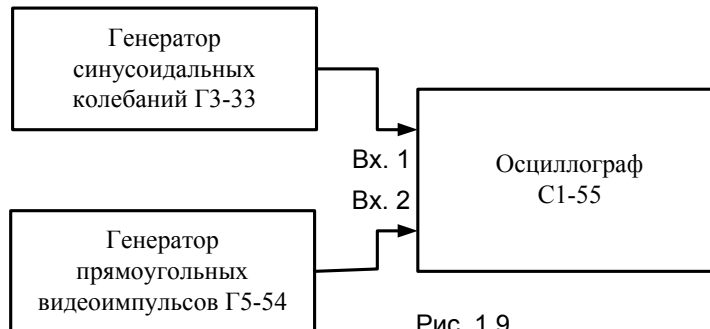 Генератор
синусоидальных
колебаний Г3-33
Вх. 1
Вх. 2
Осциллограф
С1-55
Генератор
прямоугольных
видеоимпульсов Г5-54
Рис. 1.9